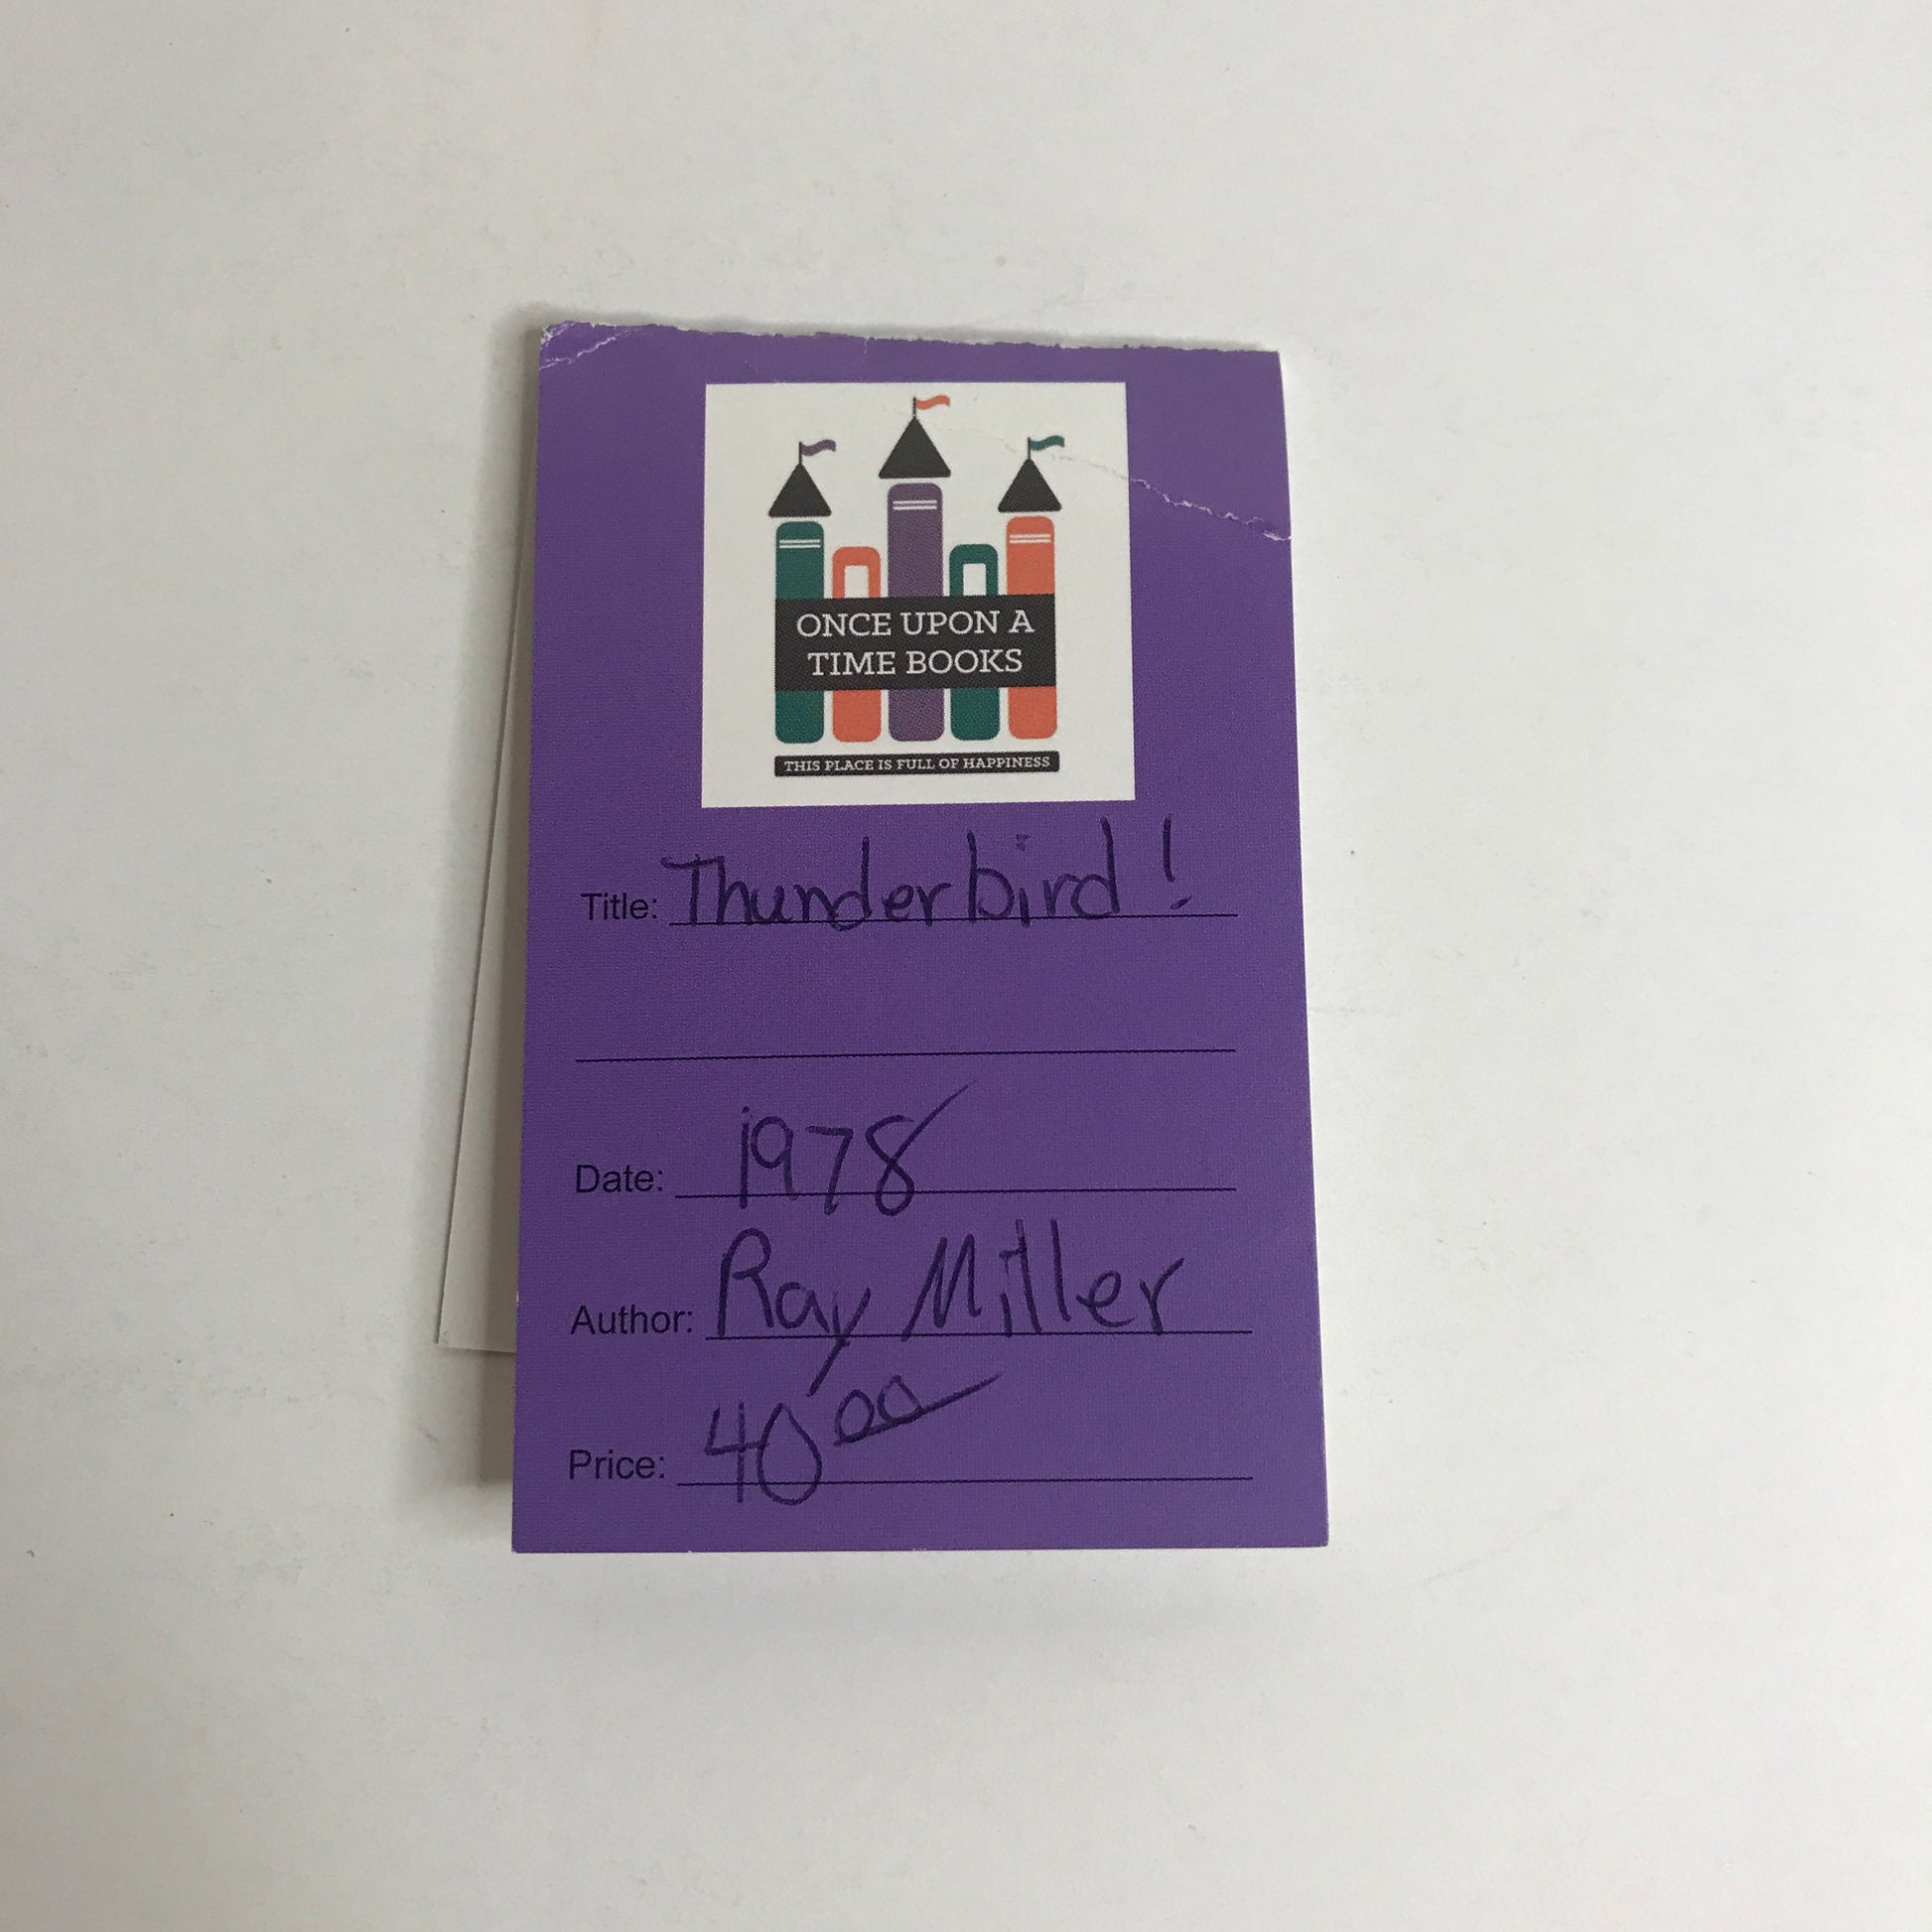 ONCE UPON A
TIME BOOKS
THIS PLACE IS FULL OF HAPPINESS
Title: Thunderbird!
Date: 1978
Author: Ray Miller
Price: 40 00